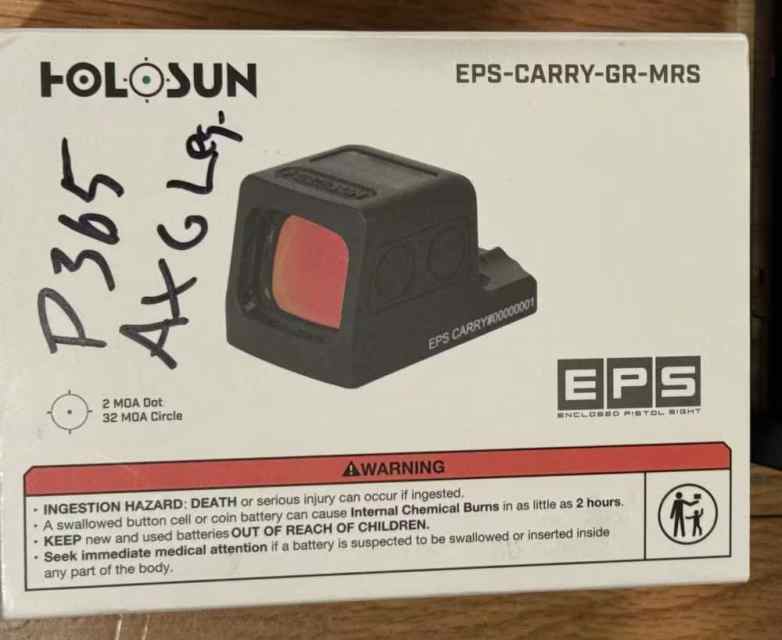 HOLOSUN
EPS-CARRY-GR-MRS
P365
AXG Leg.
HOLOSUN
EPS CARRY#00000001
2 MOA Dot
32 MOA Circle
EPS
ENCLOSED PISTOL SIGHT
⚠WARNING
· INGESTION HAZARD: DEATH or serious injury can occur if ingested.
· A swallowed button cell or coin battery can cause Internal Chemical Burns in as little as 2 hours.
· KEEP new and used batteries OUT OF REACH OF CHILDREN.
· Seek immediate medical attention if a battery is suspected to be swallowed or inserted inside
any part of the body.